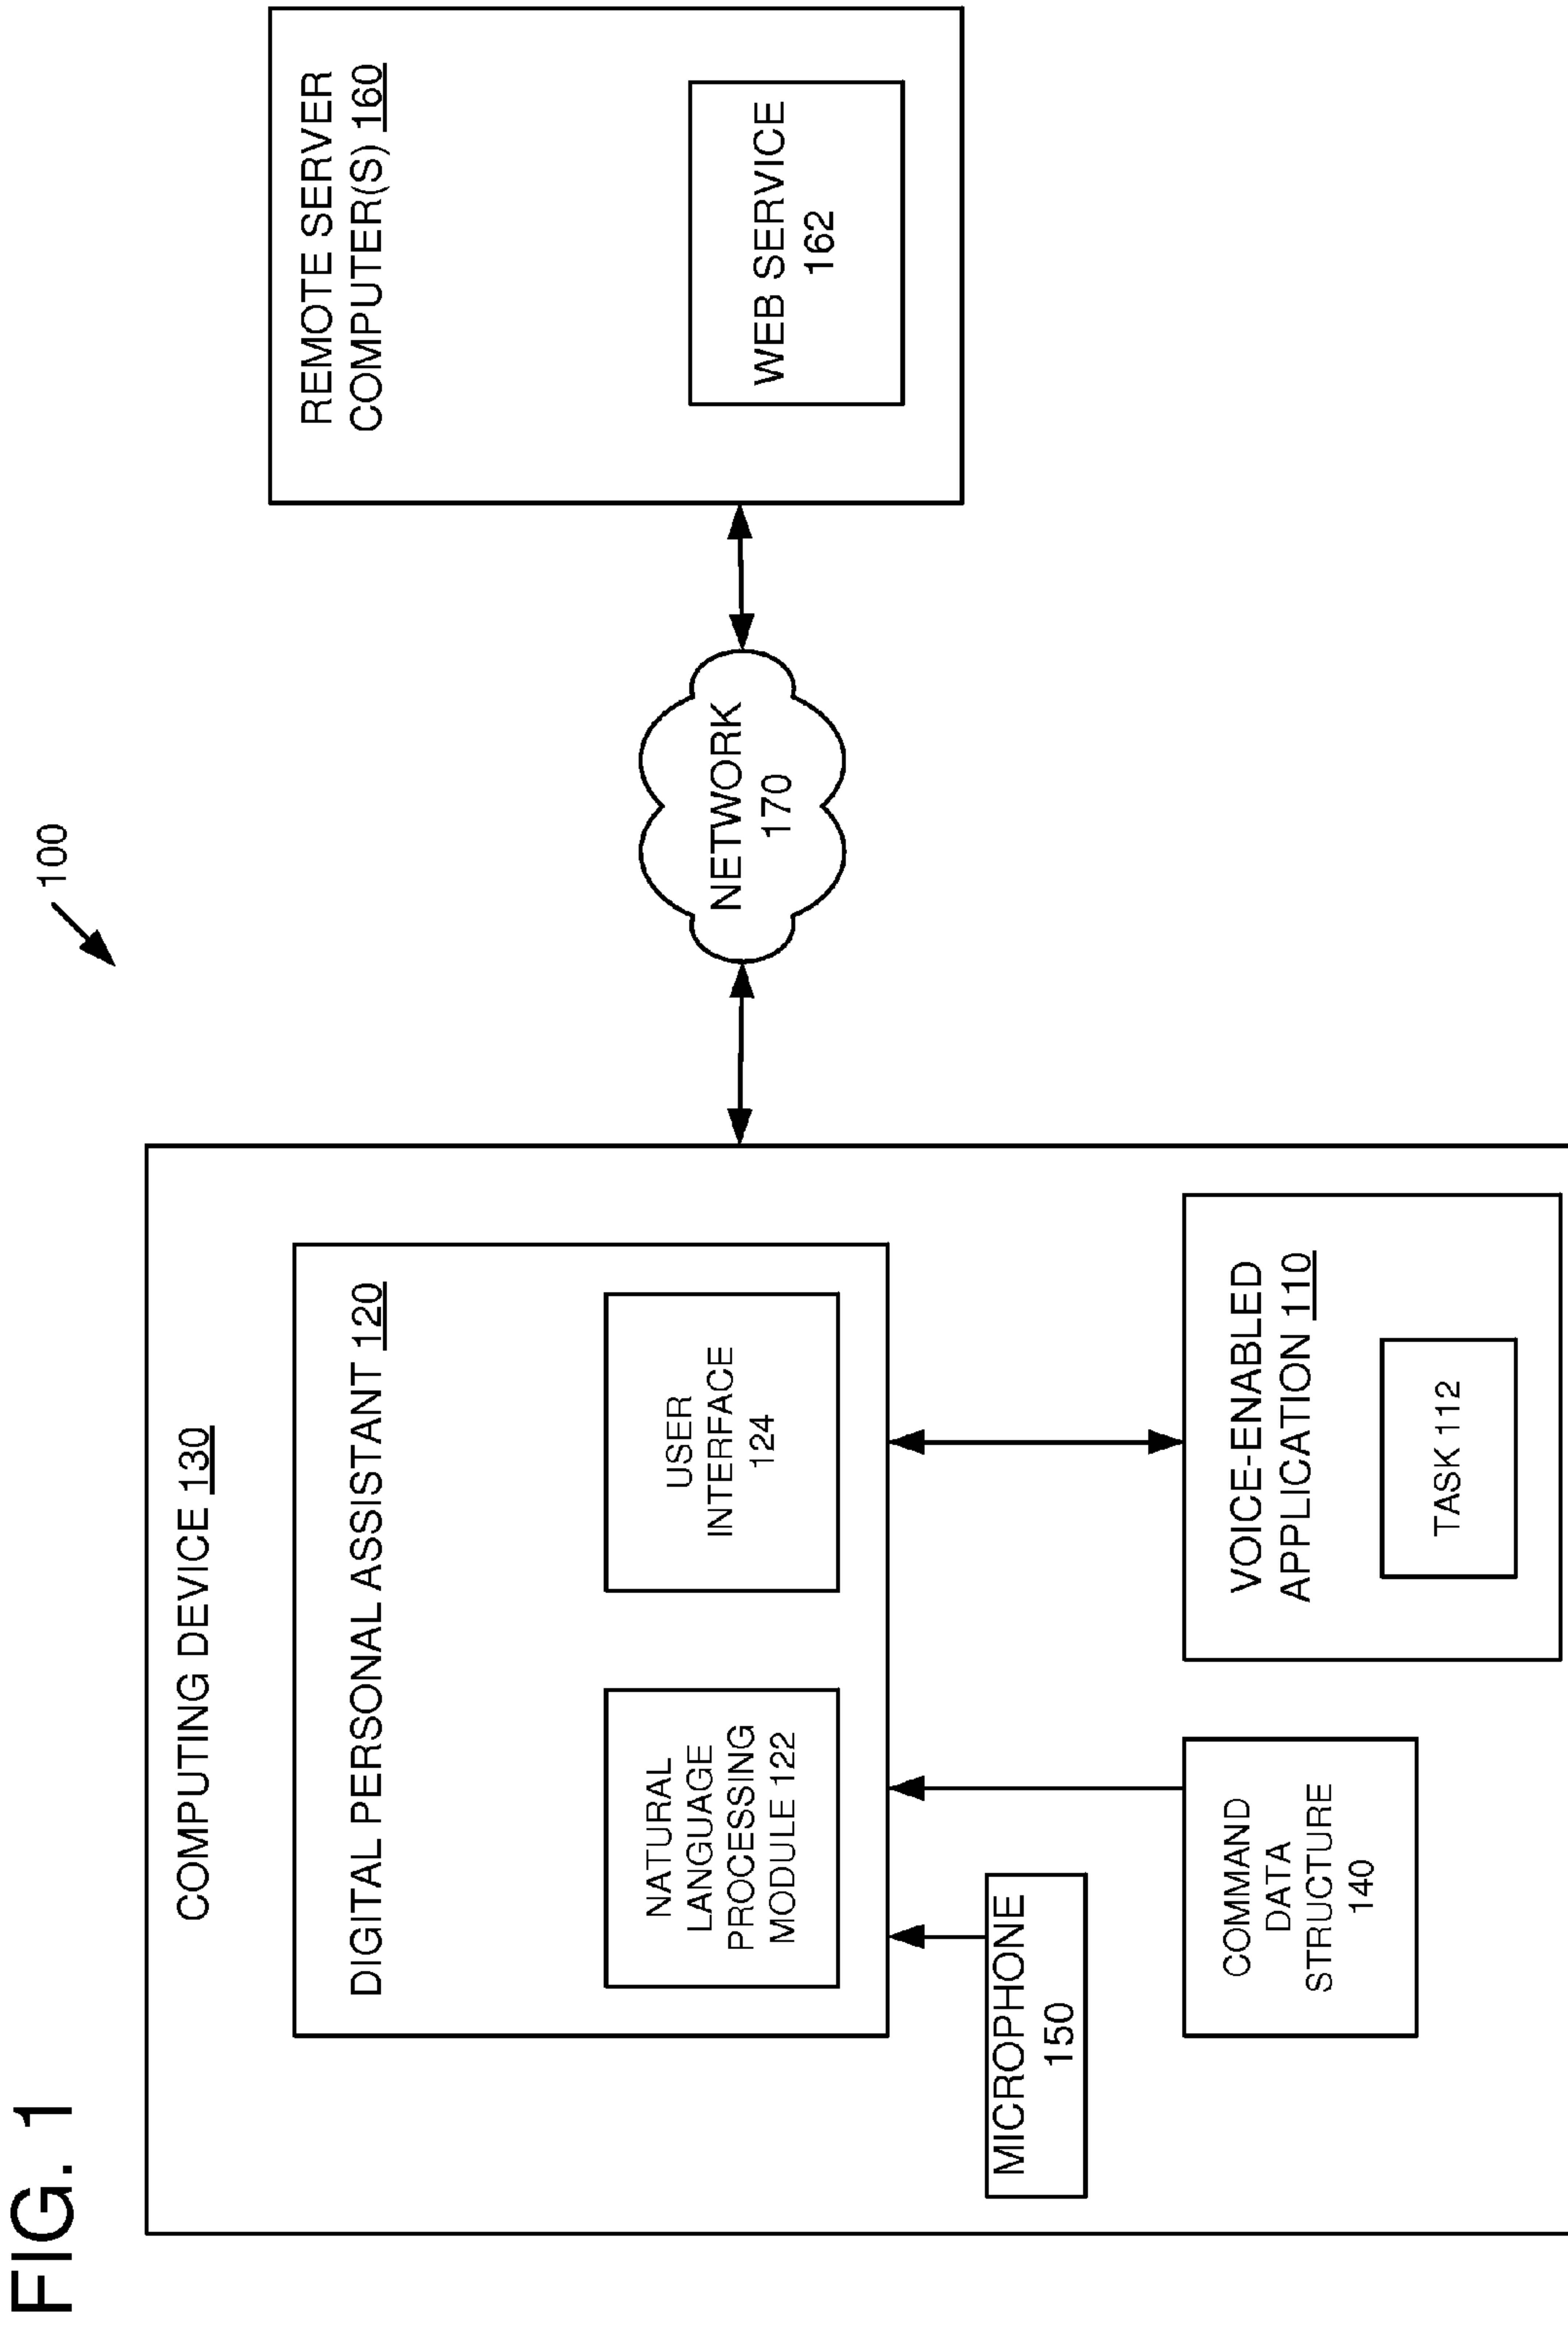 FIG. 1
100
COMPUTING DEVICE 130
DIGITAL PERSONAL ASSISTANT 120
NATURAL
LANGUAGE
PROCESSING
MODULE 122
USER
INTERFACE
124
MICROPHONE
150
COMMAND
DATA
STRUCTURE
140
VOICE-ENABLED
APPLICATION 110
TASK 112
NETWORK
170
REMOTE SERVER
COMPUTER(S) 160
WEB SERVICE
162